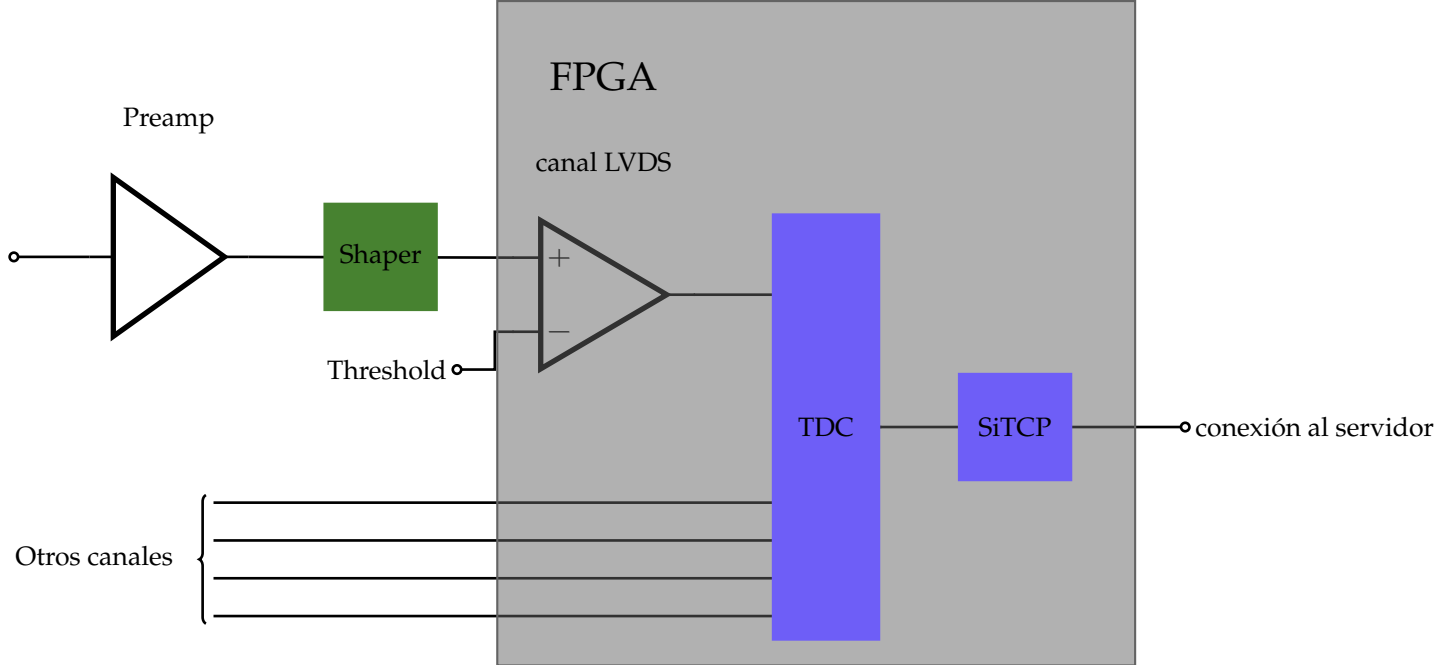 FPGA
Preamp
canal LVDS
Shaper
+
−
Threshold
TDC
SiTCP
conexión al servidor
Otros canales